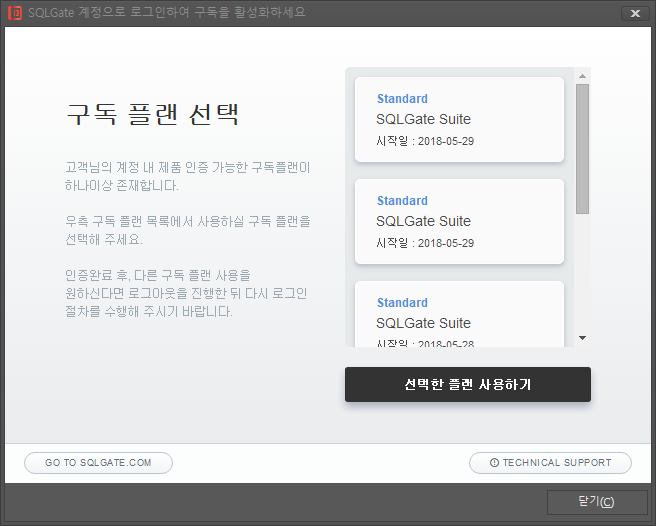 SQLGate 계정으로 로그인하여 구독을 활성화하세요
구독 플랜 선택
고객님의 계정 내 제품 인증 가능한 구독플랜이
하나이상 존재합니다.
우측 구독 플랜 목록에서 사용하실 구독 플랜을
선택해 주세요.
인증완료 후, 다른 구독 플랜 사용을
원하신다면 로그아웃을 진행한 뒤 다시 로그인
절차를 수행해 주시기 바랍니다.
Standard
SQLGate Suite
시작일 : 2018-05-29
Standard
SQLGate Suite
시작일 : 2018-05-29
Standard
SQLGate Suite
시작일 : 2018-05-28
선택한 플랜 사용하기
GO TO SQLGATE.COM
TECHNICAL SUPPORT
닫기(C)